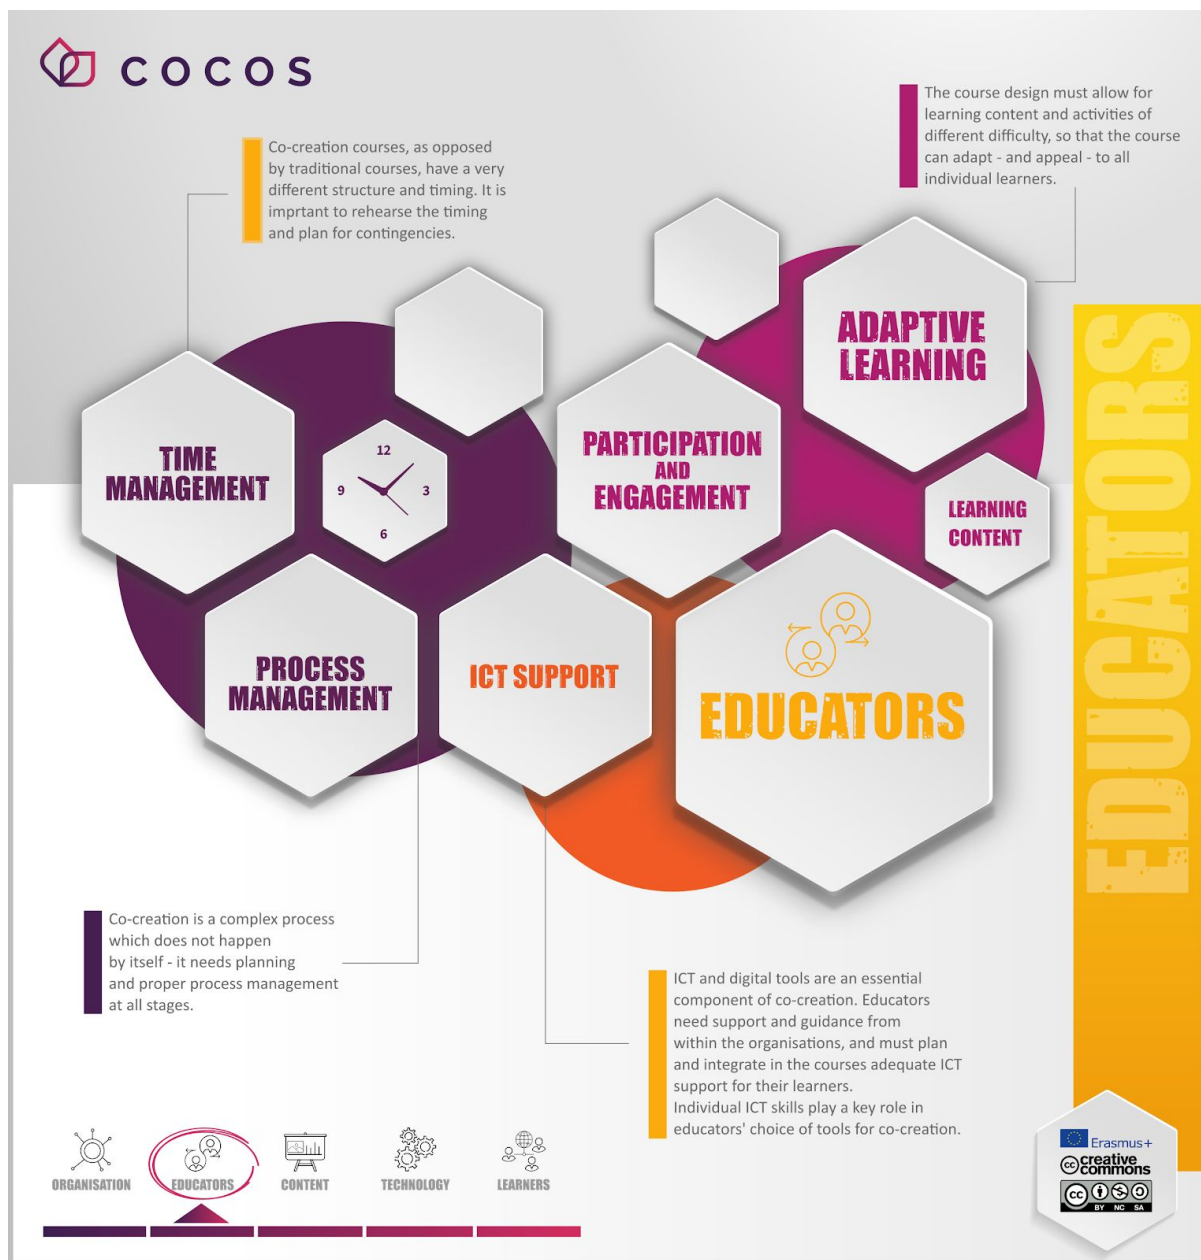 COCOS
The course design must allow for
learning content and activities of
different difficulty, so that the course
can adapt - and appeal - to all
individual learners.
Co-creation courses, as opposed
by traditional courses, have a very
different structure and timing. It is
imprtant to rehearse the timing
and plan for contingencies.
ADAPTIVE
LEARNING
TIME
MANAGEMENT
12
9
3
6
PARTICIPATION
AND
ENGAGEMENT
LEARNING
CONTENT
PROCESS
MANAGEMENT
ICT SUPPORT
EDUCATORS
EDUCATORS
Co-creation is a complex process
which does not happen
by itself - it needs planning
and proper process management
at all stages.
ICT and digital tools are an essential
component of co-creation. Educators
need support and guidance from
within the organisations, and must plan
and integrate in the courses adequate ICT
support for their learners.
Individual ICT skills play a key role in
educators' choice of tools for co-creation.
ORGANISATION
EDUCATORS
CONTENT
TECHNOLOGY
LEARNERS
Erasmus+
cc creative
commons
cc
BY NC SA